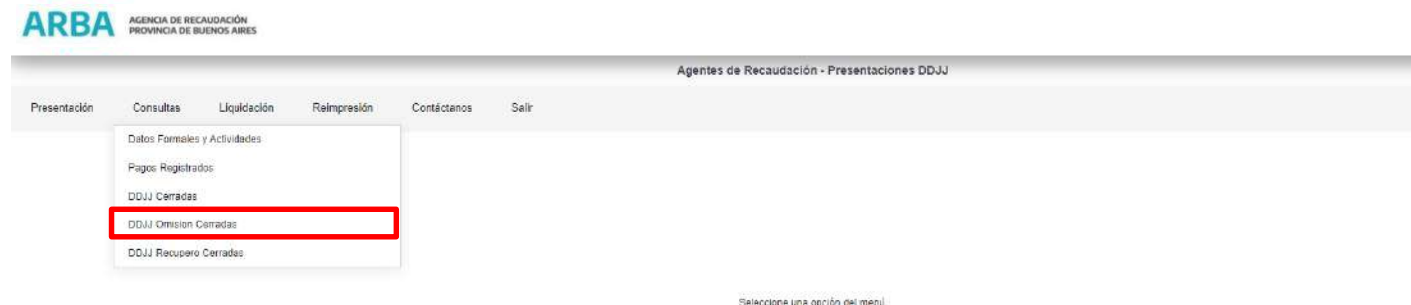 ARBA AGENCIA DE RECAUDACIÓN
PROVINCIA DE BUENOS AIRES
Agentes de Recaudación - Presentaciones DDJJ
Presentación Consultas Liquidación Reimpresión Contáctanos Salir
Datos Formales y Actividades
Pagos Registrados
DDJJ Cerradas
DDJJ Omision Cerradas
DDJJ Recupero Cerradas
Seleccione una opción del menú